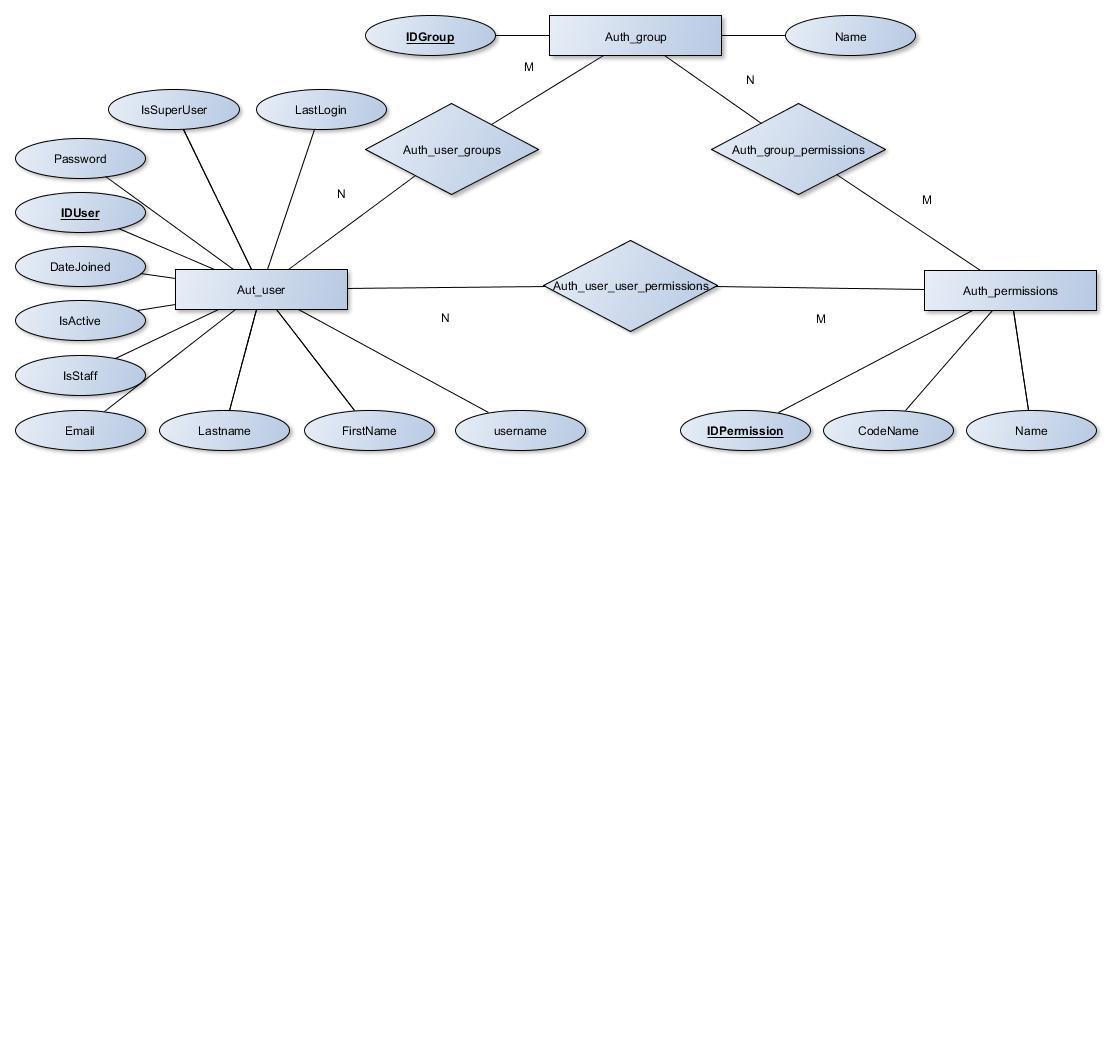 IDGroup
Auth_group
Name
M
N
IsSuperUser
LastLogin
Auth_user_groups
Auth_group_permissions
Password
N
M
IDUser
DateJoined
Aut_user
Auth_user_user_permissions
Auth_permissions
IsActive
N
M
IsStaff
Email
Lastname
FirstName
username
IDPermission
CodeName
Name